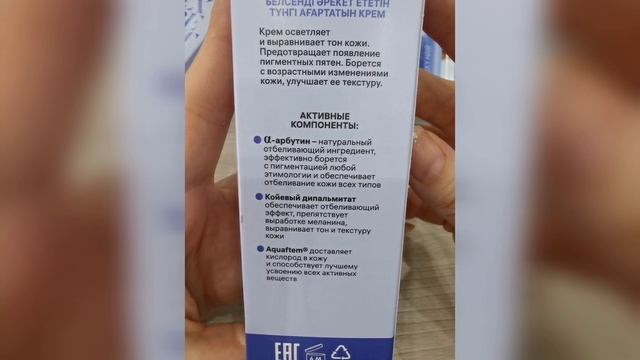 БЕЛСЕНДІ ӘРЕКЕТ ЕТЕТІН
ТҮНГІ АҒАРТАТЫН КРЕМ
Крем осветляет
и выравнивает тон кожи.
Предотвращает появление
пигментных пятен. Борется
с возрастными изменениями
кожи, улучшает ее текстуру.
АКТИВНЫЕ
КОМПОНЕНТЫ:
α-арбутин – натуральный
отбеливающий ингредиент,
эффективно борется
с пигментацией любой
этимологии и обеспечивает
отбеливание кожи всех типов
Койевый дипальмитат
обеспечивает отбеливающий
эффект, препятствует
выработке меланина,
выравнивает тон и текстуру
кожи
Aquaftem® доставляет
кислород в кожу
и способствует лучшему
усвоению всех активных
веществ
EAC